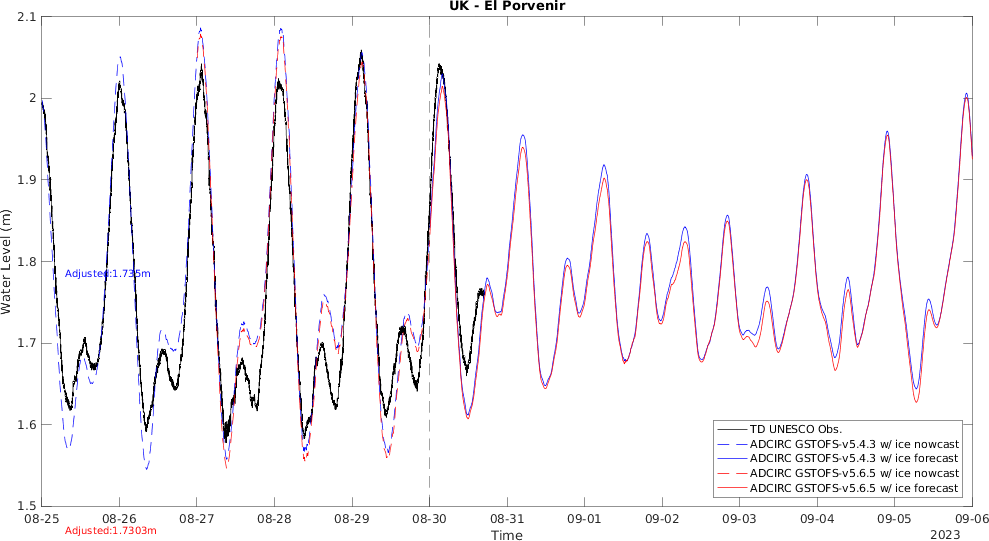 UK - El Porvenir
2.1
2
1.9
1.8
1.7
1.6
1.5
Water Level (m)
Adjusted:1.735m
Adjusted:1.7303m
TD UNESCO Obs.
ADCIRC GSTOFS-v5.4.3 w/ ice nowcast
ADCIRC GSTOFS-v5.4.3 w/ ice forecast
ADCIRC GSTOFS-v5.6.5 w/ ice nowcast
ADCIRC GSTOFS-v5.6.5 w/ ice forecast
08-25 08-26 08-27 08-28 08-29 08-30 08-31 09-01 09-02 09-03 09-04 09-05 09-06
Time
2023